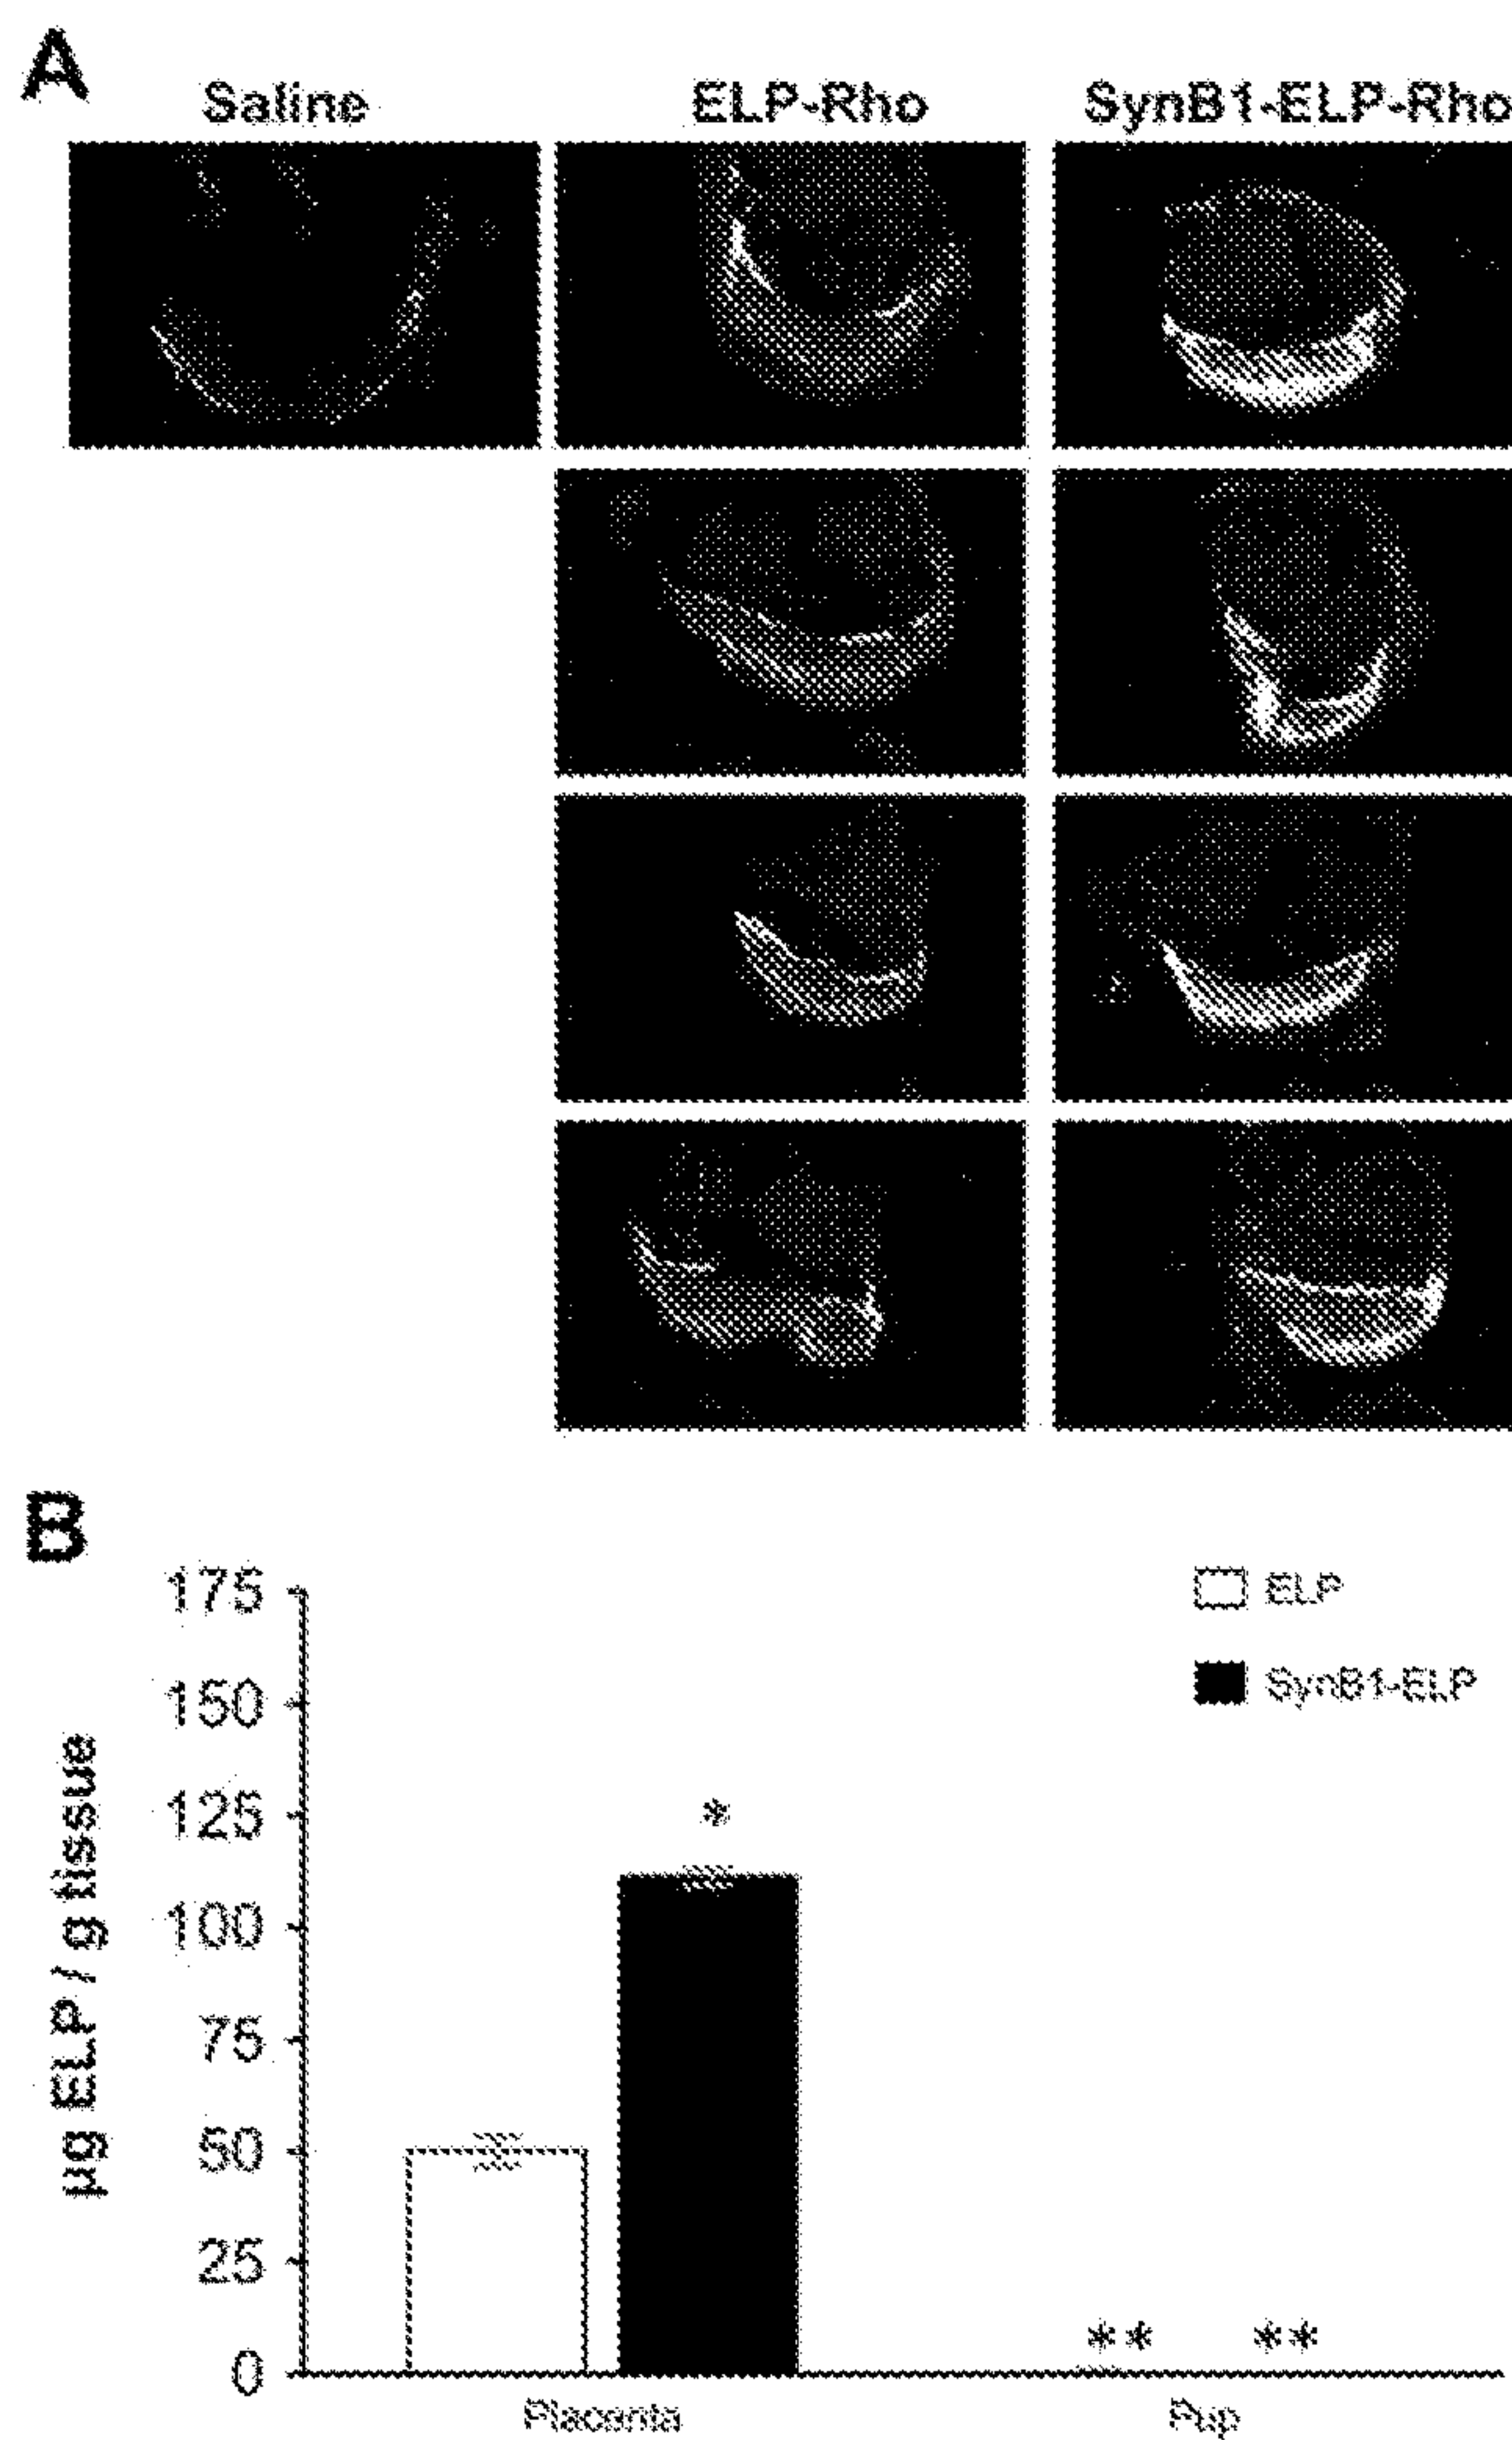 A
Saline ELP-Rho SynB1-ELP-Rho
B
175
150
125
100
75
50
25
0
µg ELP / g tissue
ELP
SynB1-ELP
*
** **
Placenta Pup